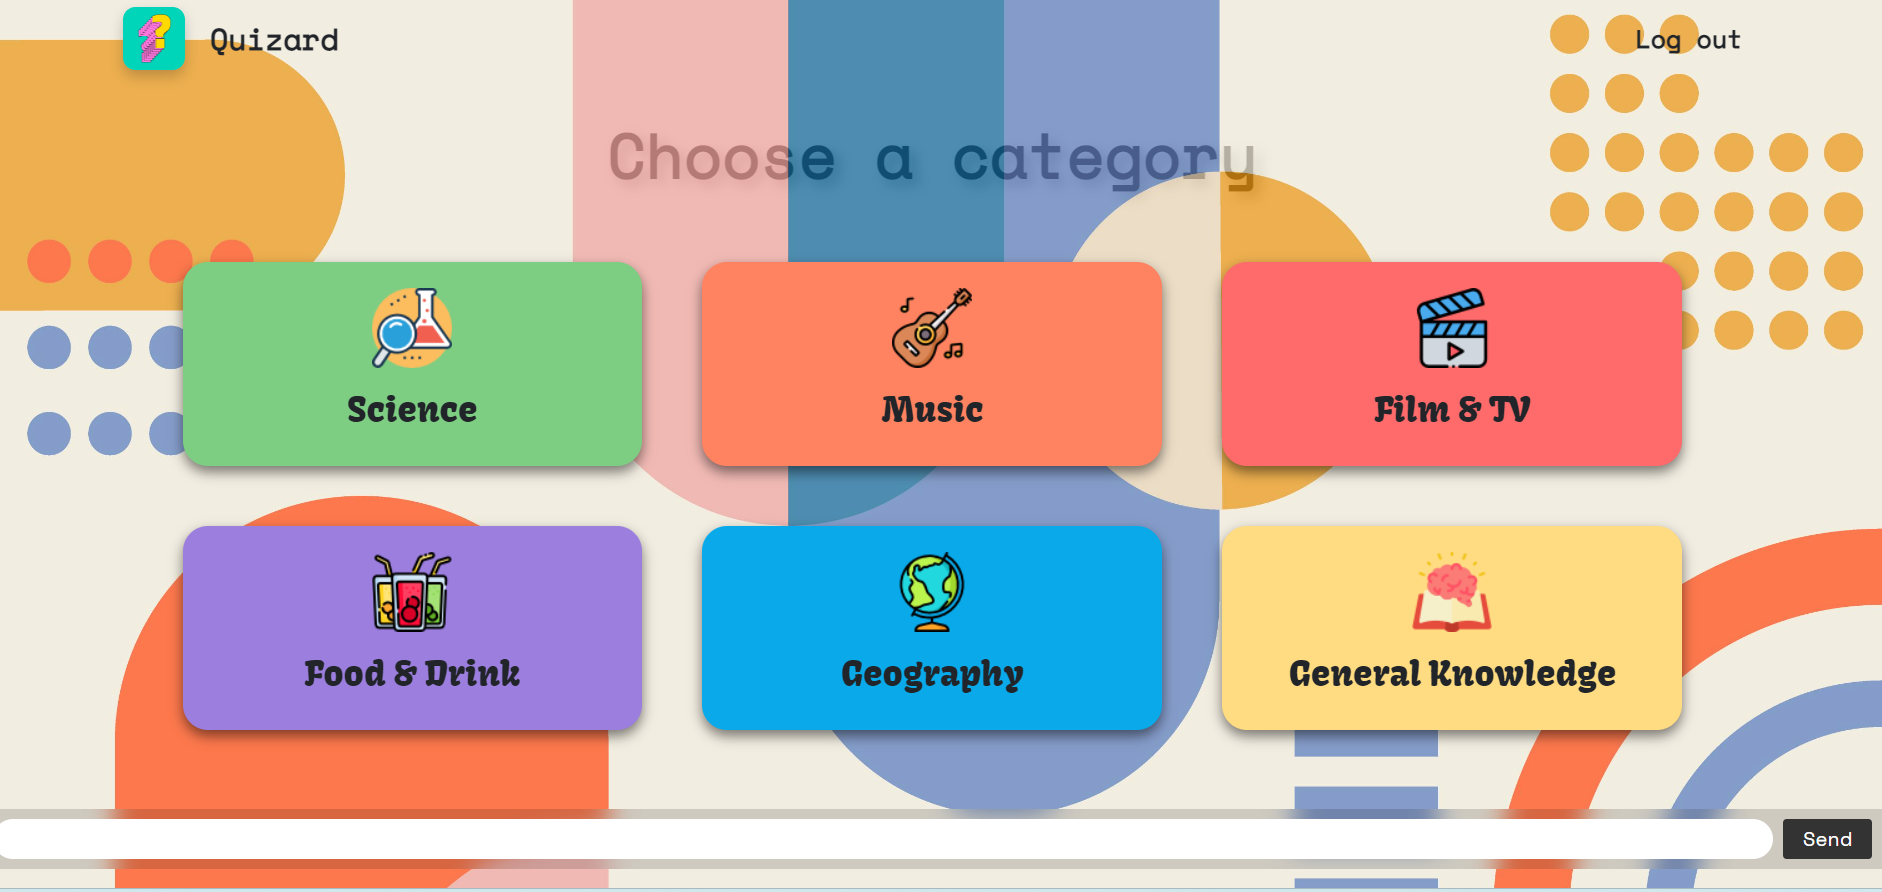 Quizard
Log out
Choose a category
Science
Music
Film & TV
Food & Drink
Geography
General Knowledge
Send